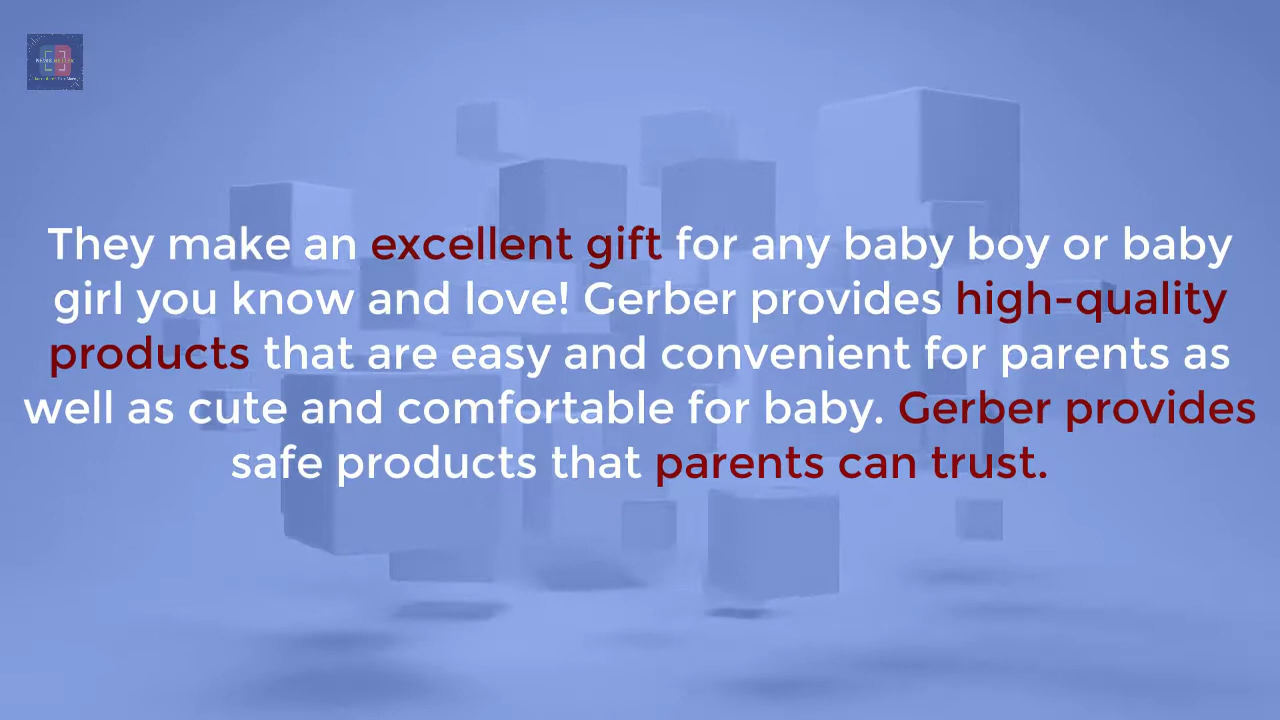 They make an excellent gift for any baby boy or baby
girl you know and love! Gerber provides high-quality
products that are easy and convenient for parents as
well as cute and comfortable for baby. Gerber provides
safe products that parents can trust.